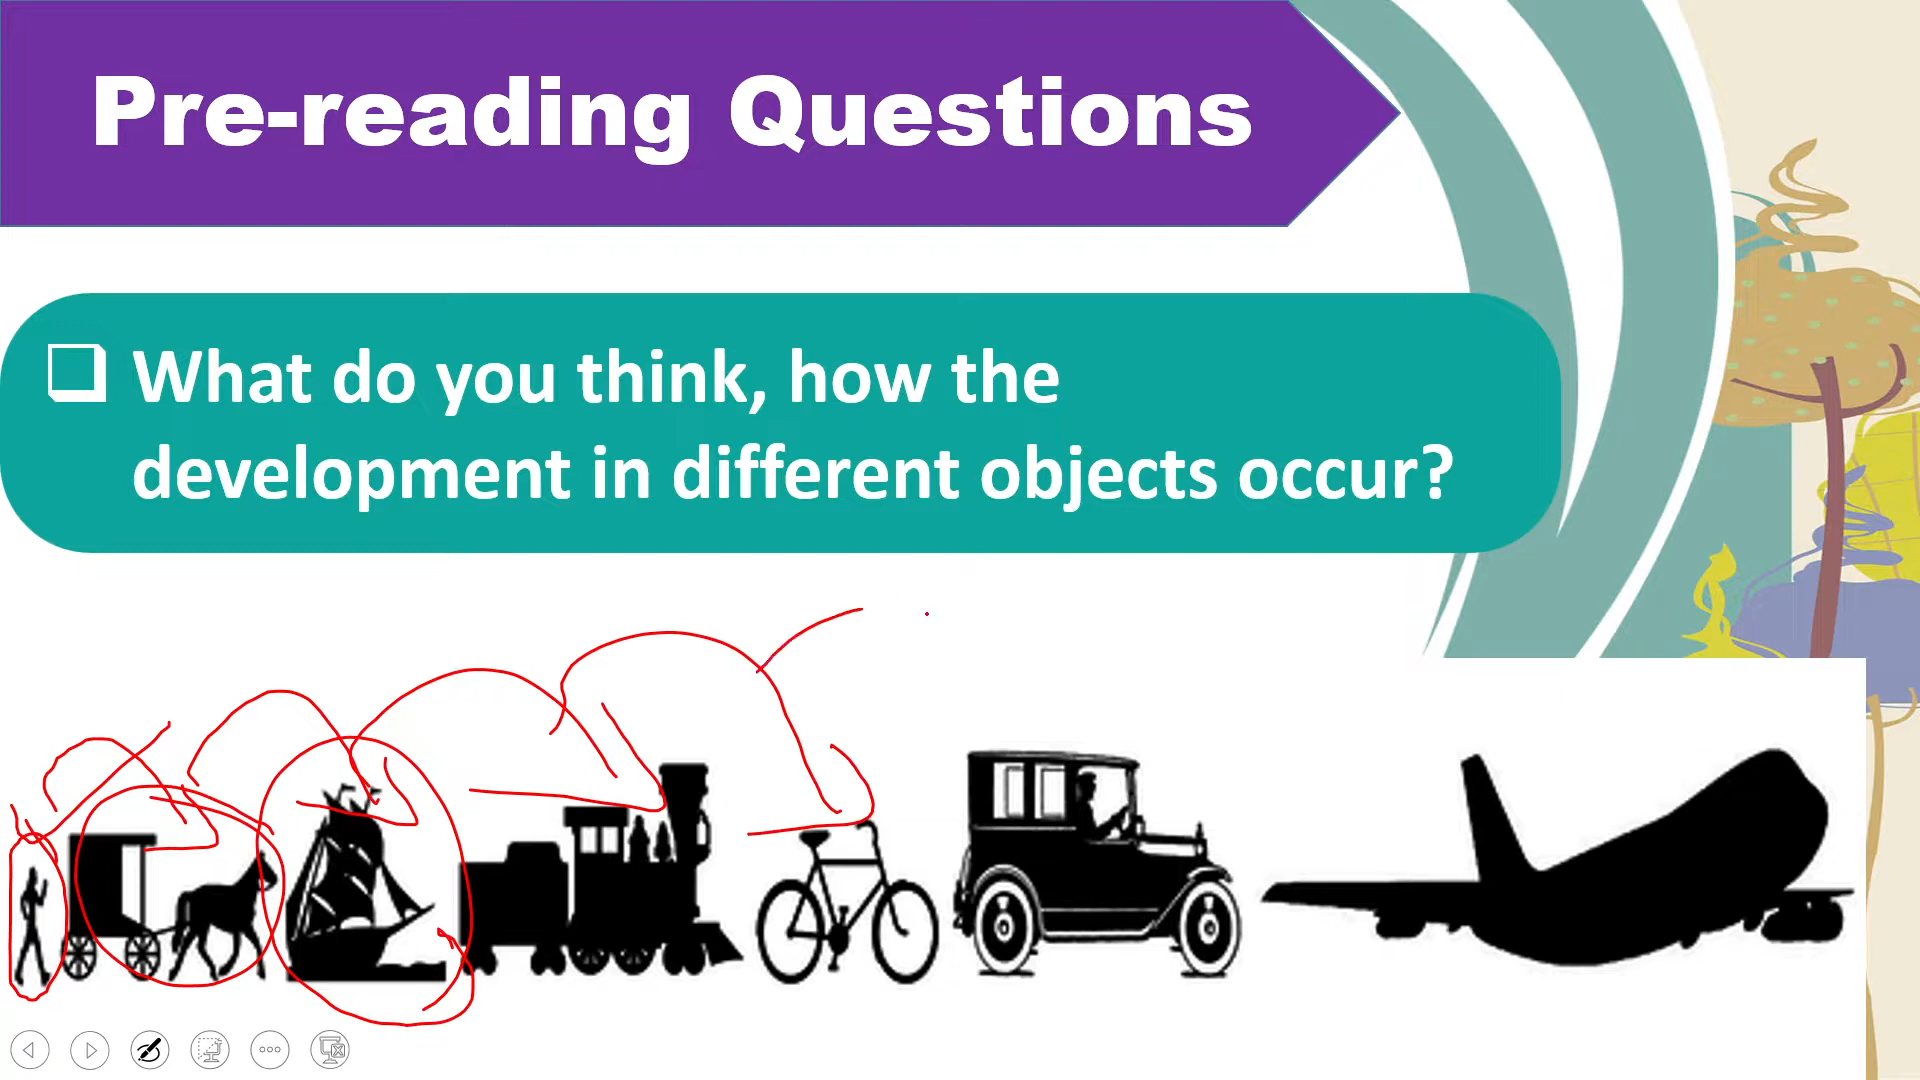 Pre-reading Questions
What do you think, how the
development in different objects occur?